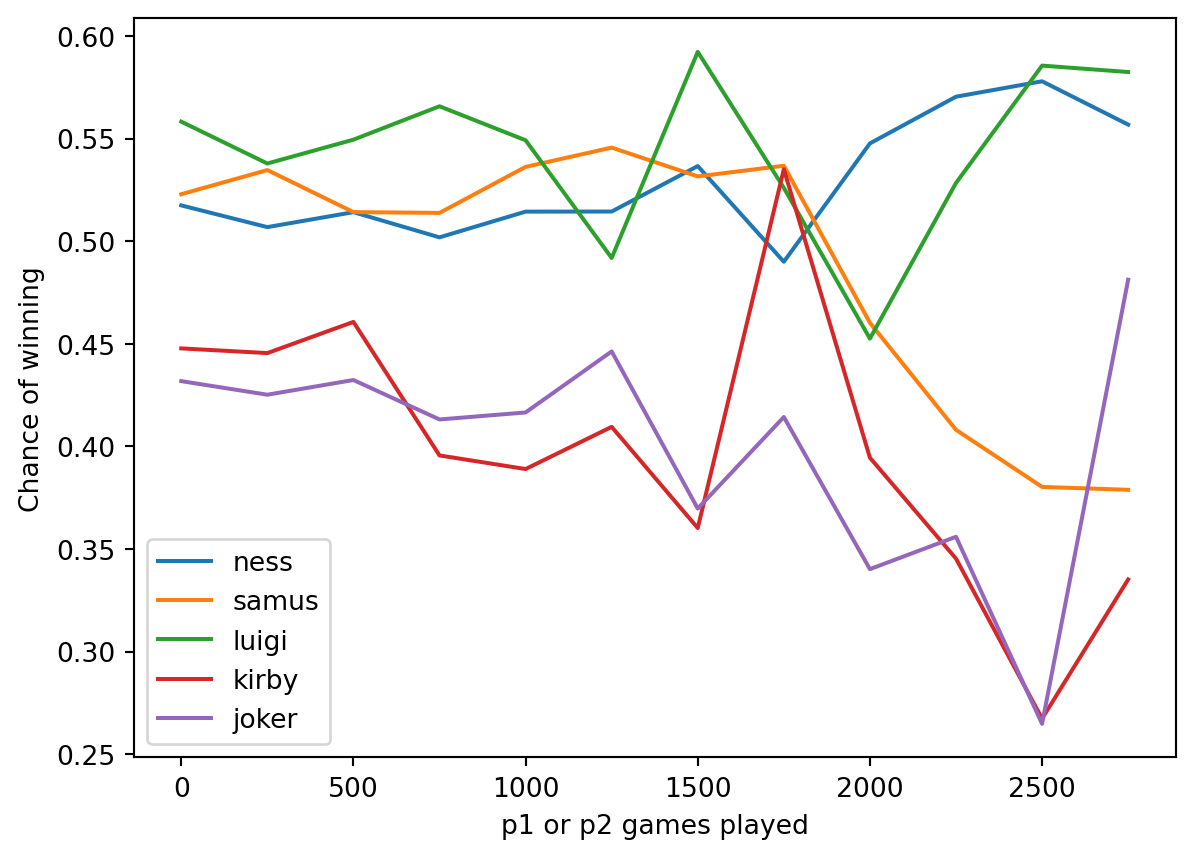 0.60
0.55
0.50
0.45
0.40
0.35
0.30
0.25
Chance of winning
ness
samus
luigi
kirby
joker
0 500 1000 1500 2000 2500
p1 or p2 games played